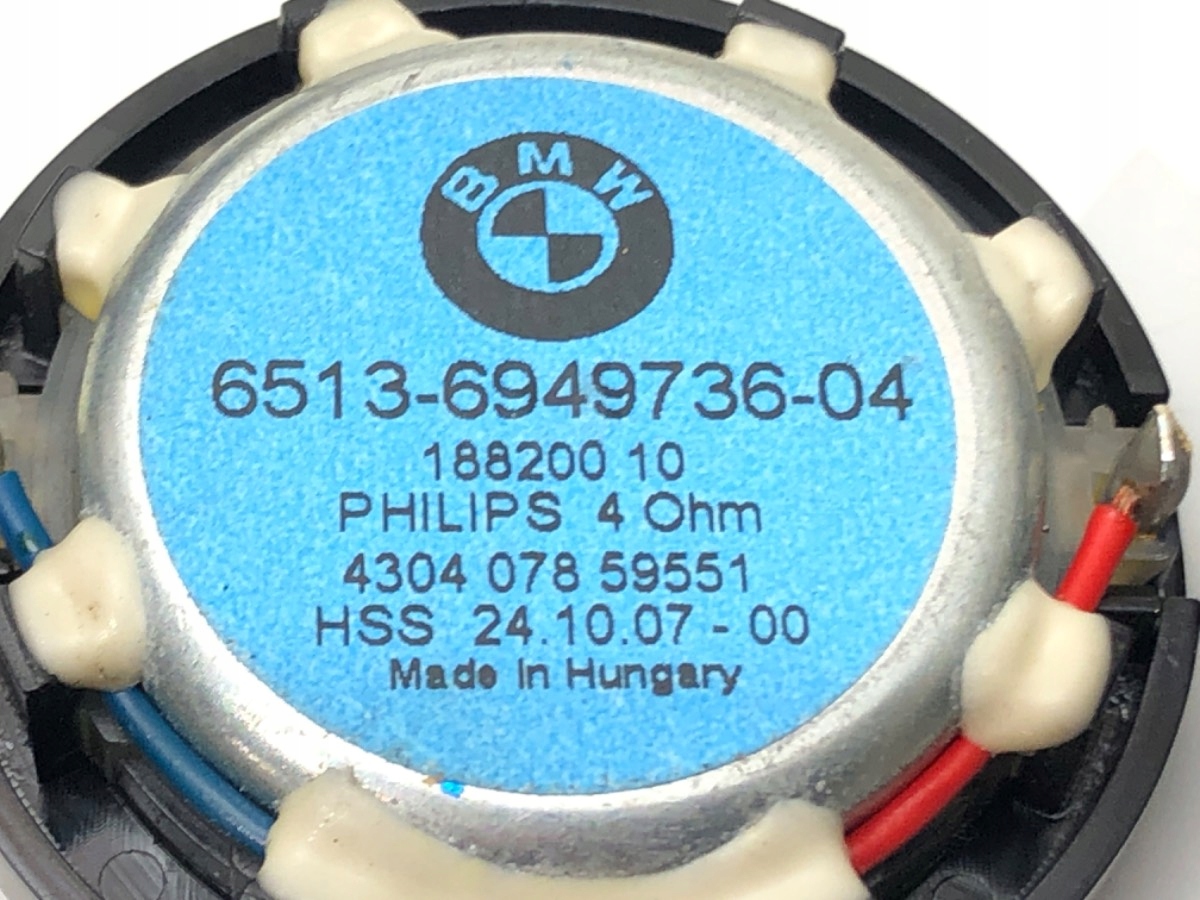 BMW
6513-6949736-04
188200 10
PHILIPS 4 Ohm
4304 078 59551
HSS 24.10.07 - 00
Made In Hungary